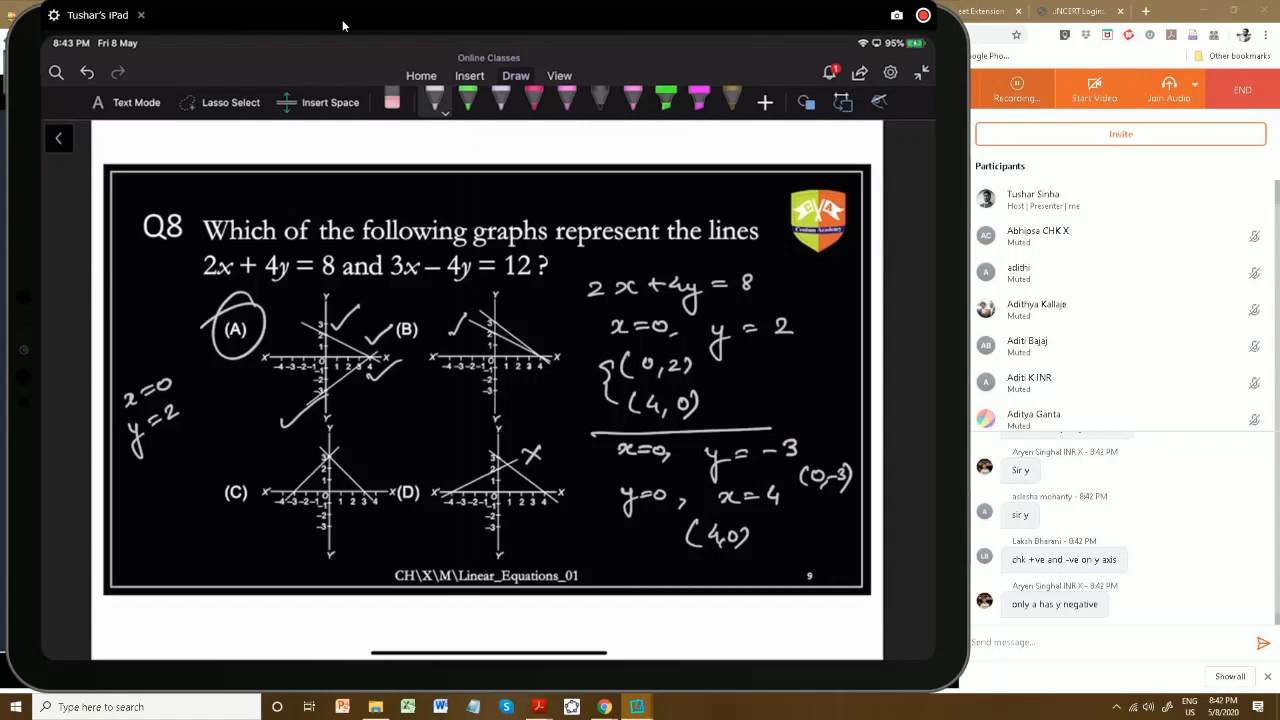 Tushar's iPad
8:43 PM Fri 8 May
95%
Online Classes
Home Insert Draw View
Text Mode
Lasso Select
Insert Space
Q8 Which of the following graphs represent the lines
2x + 4y = 8 and 3x – 4y = 12 ?
Centum Academy
(A)
(B)
(C)
(D)
x=0
y=2
2x+4y = 8
x=0, y = 2
(0,2)
(4,0)
x=0, y = -3
(0,-3)
y=0, x=4
(4,0)
CH\X\M\Linear_Equations_01
9
Other bookmarks
Recording...
Start Video
Join Audio
END
Invite
Participants
Tushar Sinha
Host | Presenter | me
AC Abhipsa CHK X
Muted
A adithi
Muted
Adithya Kallaje
Muted
AB Aditi Bajaj
Muted
A Aditi K INR
Muted
Aditya Ganta
Muted
Aryen Singhal INR X - 8:42 PM
Sir y
aslesha mohanty - 8:42 PM
A sir y
Laksh Bharani - 8:42 PM
LB chk +ve and -ve on y axis
Aryen Singhal INR X - 8:42 PM
only a has y negative
Send message...
Show all
Type here to search
ENG
US
8:42 PM
5/8/2020